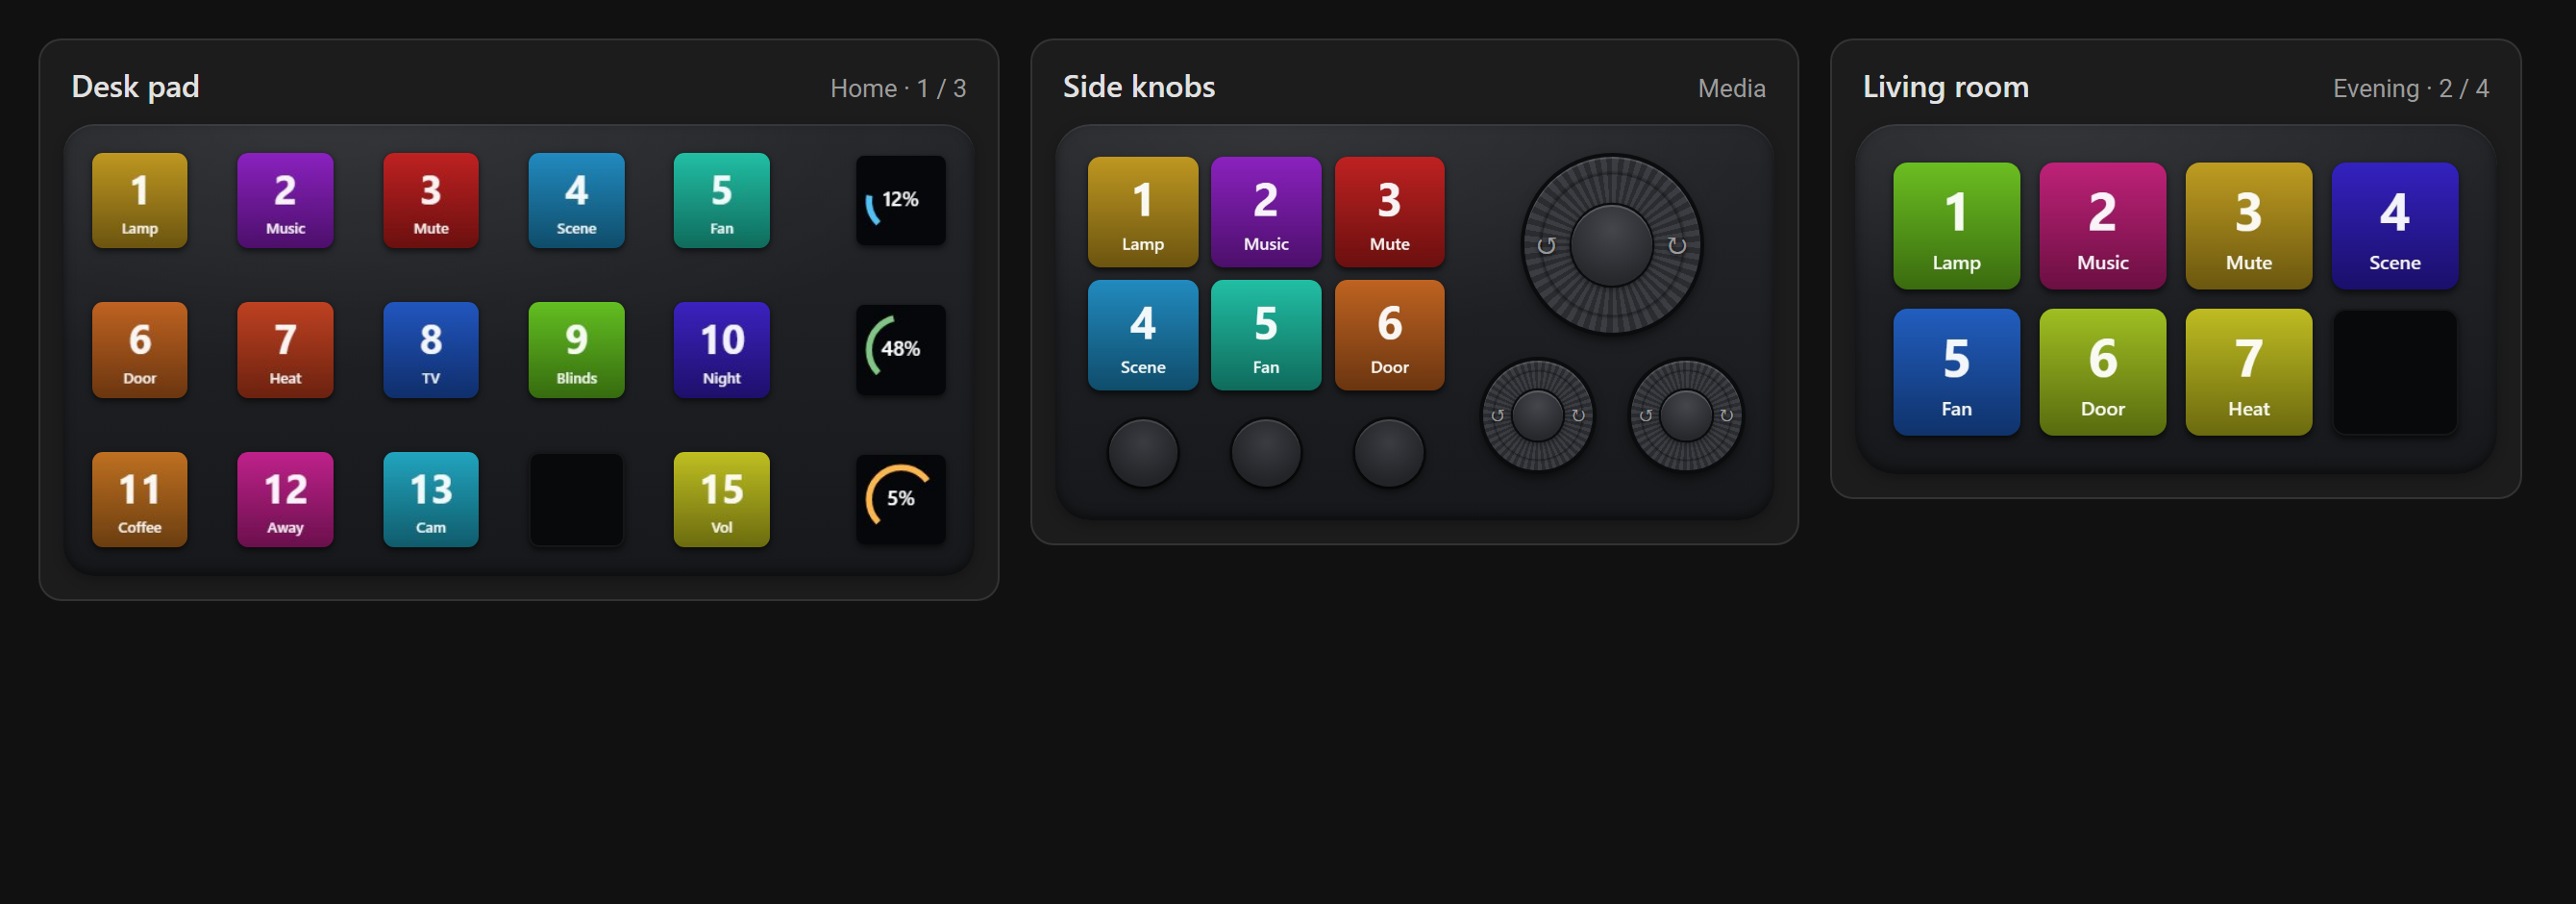 Desk pad
Home · 1 / 3
1
Lamp
2
Music
3
Mute
4
Scene
5
Fan
12%
6
Door
7
Heat
8
TV
9
Blinds
10
Night
48%
11
Coffee
12
Away
13
Cam
15
Vol
5%
Side knobs
Media
1
Lamp
2
Music
3
Mute
4
Scene
5
Fan
6
Door
↺
↻
↺
↻
↺
↻
Living room
Evening · 2 / 4
1
Lamp
2
Music
3
Mute
4
Scene
5
Fan
6
Door
7
Heat